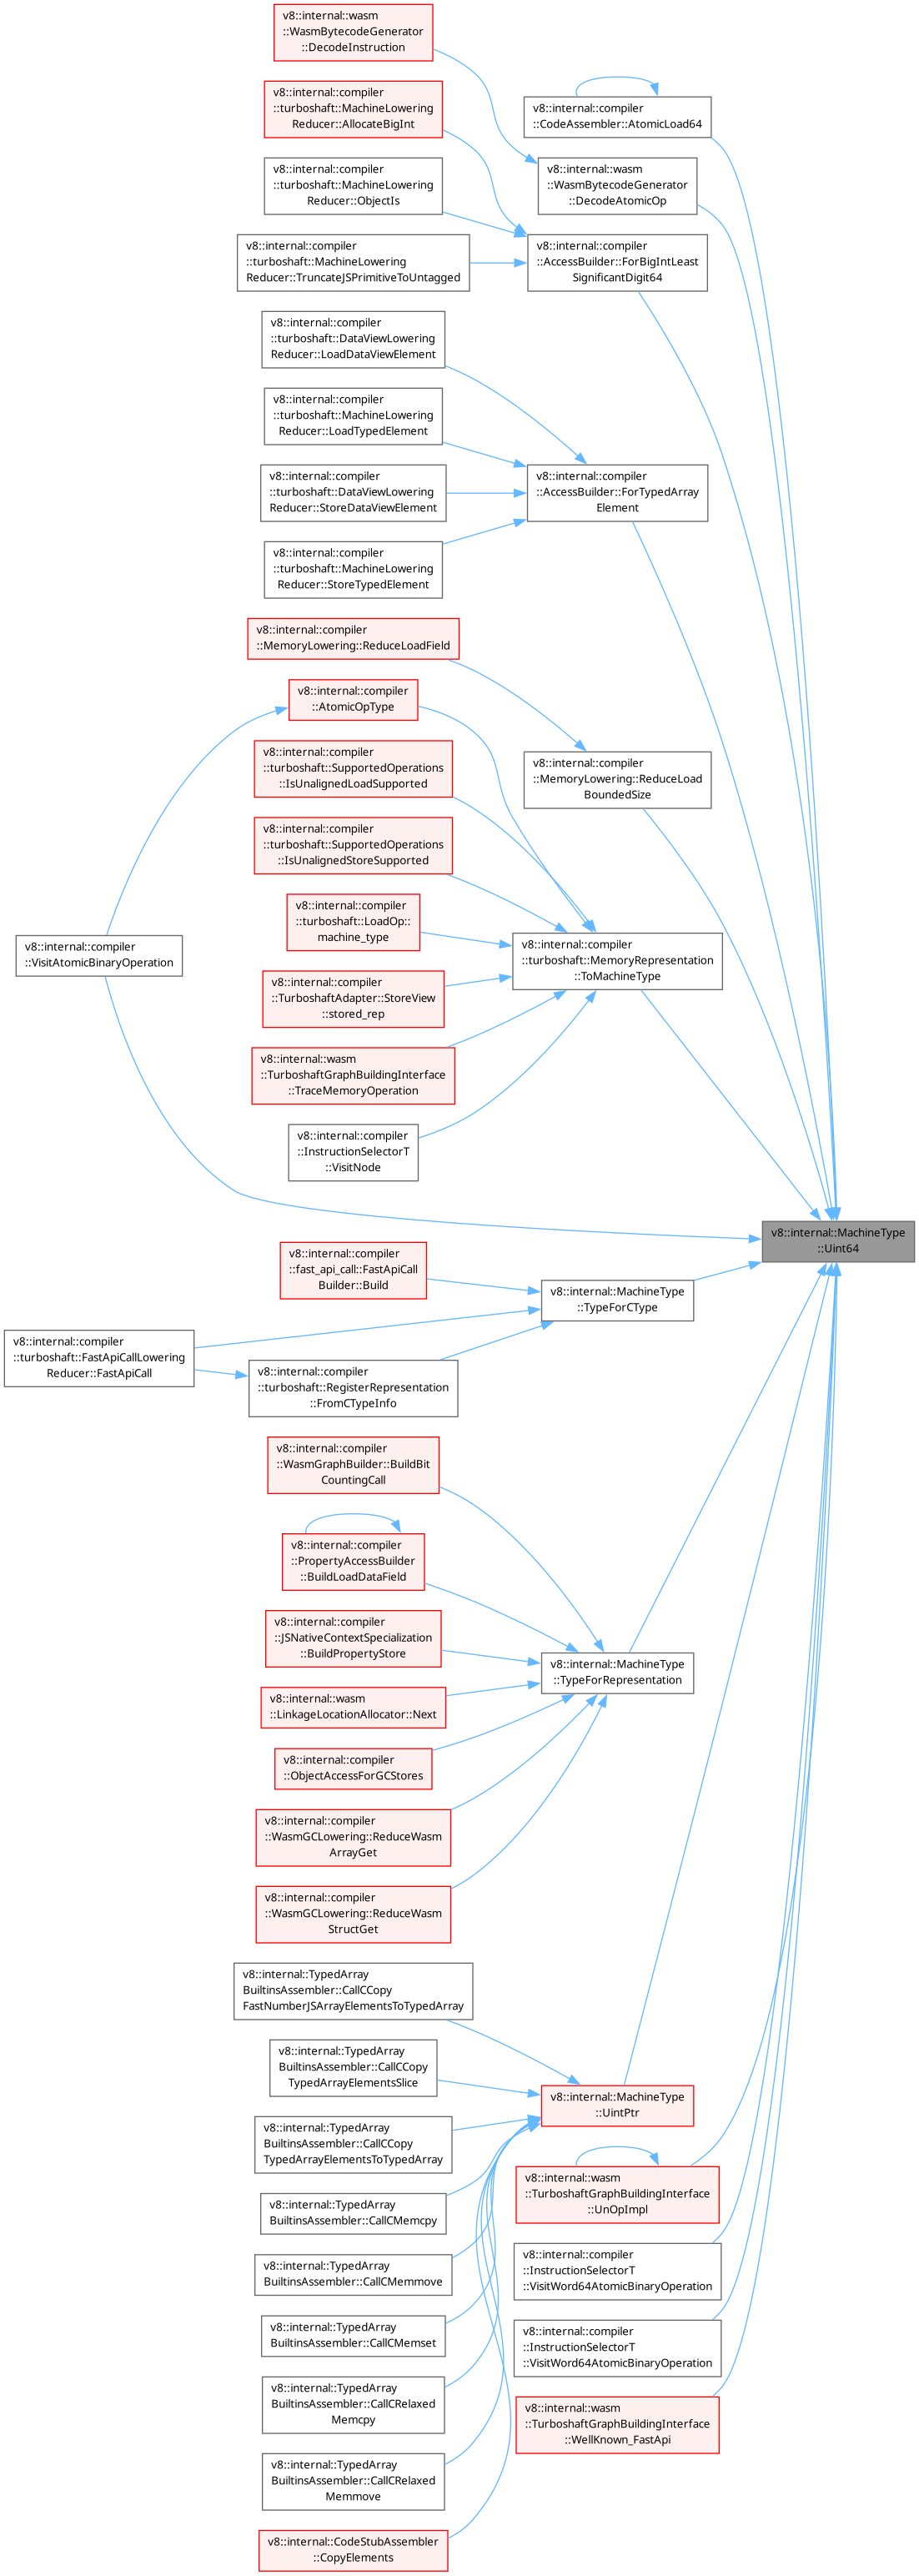 v8::internal::wasm
::WasmBytecodeGenerator
::DecodeInstruction
v8::internal::compiler
::CodeAssembler::AtomicLoad64
v8::internal::compiler
::turboshaft::MachineLowering
Reducer::AllocateBigInt
v8::internal::wasm
::WasmBytecodeGenerator
::DecodeAtomicOp
v8::internal::compiler
::turboshaft::MachineLowering
Reducer::ObjectIs
v8::internal::compiler
::turboshaft::MachineLowering
Reducer::TruncateJSPrimitiveToUntagged
v8::internal::compiler
::AccessBuilder::ForBigIntLeast
SignificantDigit64
v8::internal::compiler
::turboshaft::DataViewLowering
Reducer::LoadDataViewElement
v8::internal::compiler
::turboshaft::MachineLowering
Reducer::LoadTypedElement
v8::internal::compiler
::turboshaft::DataViewLowering
Reducer::StoreDataViewElement
v8::internal::compiler
::AccessBuilder::ForTypedArray
Element
v8::internal::compiler
::turboshaft::MachineLowering
Reducer::StoreTypedElement
v8::internal::compiler
::MemoryLowering::ReduceLoadField
v8::internal::compiler
::AtomicOpType
v8::internal::compiler
::turboshaft::SupportedOperations
::IsUnalignedLoadSupported
v8::internal::compiler
::MemoryLowering::ReduceLoad
BoundedSize
v8::internal::compiler
::turboshaft::SupportedOperations
::IsUnalignedStoreSupported
v8::internal::compiler
::turboshaft::LoadOp::
machine_type
v8::internal::compiler
::VisitAtomicBinaryOperation
v8::internal::compiler
::turboshaft::MemoryRepresentation
::ToMachineType
v8::internal::compiler
::TurboshaftAdapter::StoreView
::stored_rep
v8::internal::wasm
::TurboshaftGraphBuildingInterface
::TraceMemoryOperation
v8::internal::compiler
::InstructionSelectorT
::VisitNode
v8::internal::MachineType
::Uint64
v8::internal::compiler
::fast_api_call::FastApiCall
Builder::Build
v8::internal::MachineType
::TypeForCType
v8::internal::compiler
::turboshaft::FastApiCallLowering
Reducer::FastApiCall
v8::internal::compiler
::turboshaft::RegisterRepresentation
::FromCTypeInfo
v8::internal::compiler
::WasmGraphBuilder::BuildBit
CountingCall
v8::internal::compiler
::PropertyAccessBuilder
::BuildLoadDataField
v8::internal::compiler
::JSNativeContextSpecialization
::BuildPropertyStore
v8::internal::MachineType
::TypeForRepresentation
v8::internal::wasm
::LinkageLocationAllocator::Next
v8::internal::compiler
::ObjectAccessForGCStores
v8::internal::compiler
::WasmGCLowering::ReduceWasm
ArrayGet
v8::internal::compiler
::WasmGCLowering::ReduceWasm
StructGet
v8::internal::TypedArray
BuiltinsAssembler::CallCCopy
FastNumberJSArrayElementsToTypedArray
v8::internal::TypedArray
BuiltinsAssembler::CallCCopy
TypedArrayElementsSlice
v8::internal::MachineType
::UintPtr
v8::internal::TypedArray
BuiltinsAssembler::CallCCopy
TypedArrayElementsToTypedArray
v8::internal::wasm
::TurboshaftGraphBuildingInterface
::UnOpImpl
v8::internal::TypedArray
BuiltinsAssembler::CallCMemcpy
v8::internal::compiler
::InstructionSelectorT
::VisitWord64AtomicBinaryOperation
v8::internal::TypedArray
BuiltinsAssembler::CallCMemmove
v8::internal::TypedArray
BuiltinsAssembler::CallCMemset
v8::internal::compiler
::InstructionSelectorT
::VisitWord64AtomicBinaryOperation
v8::internal::TypedArray
BuiltinsAssembler::CallCRelaxed
Memcpy
v8::internal::wasm
::TurboshaftGraphBuildingInterface
::WellKnown_FastApi
v8::internal::TypedArray
BuiltinsAssembler::CallCRelaxed
Memmove
v8::internal::CodeStubAssembler
::CopyElements